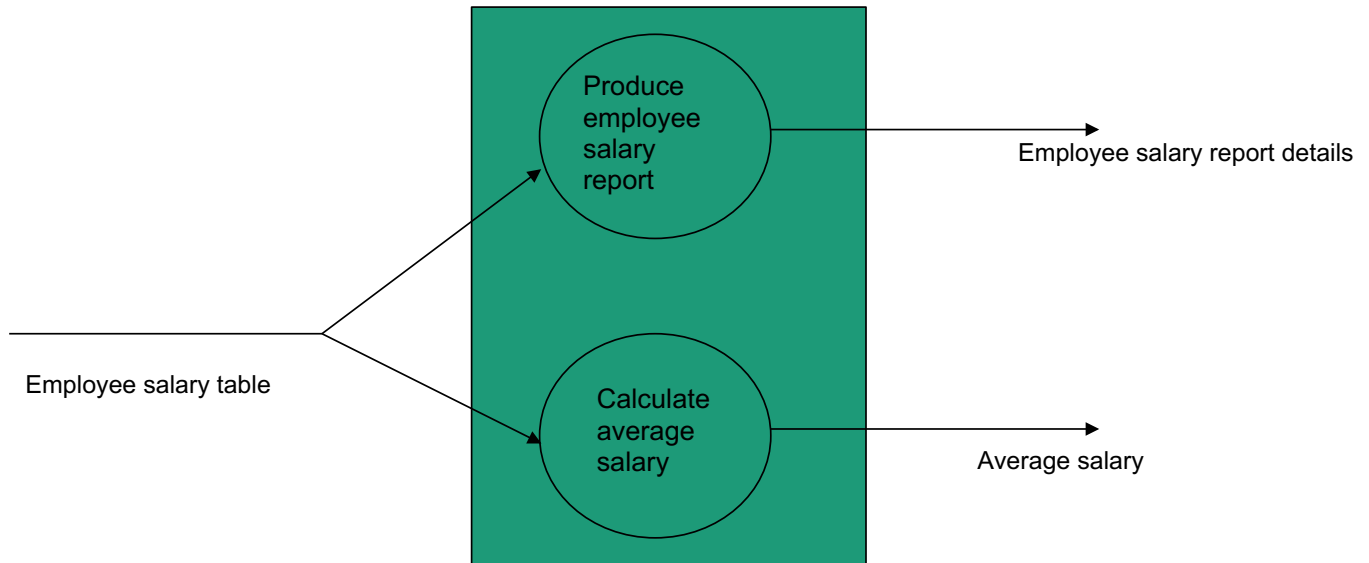 Produce
employee
salary
report
Employee salary report details
Employee salary table
Calculate
average
salary
Average salary